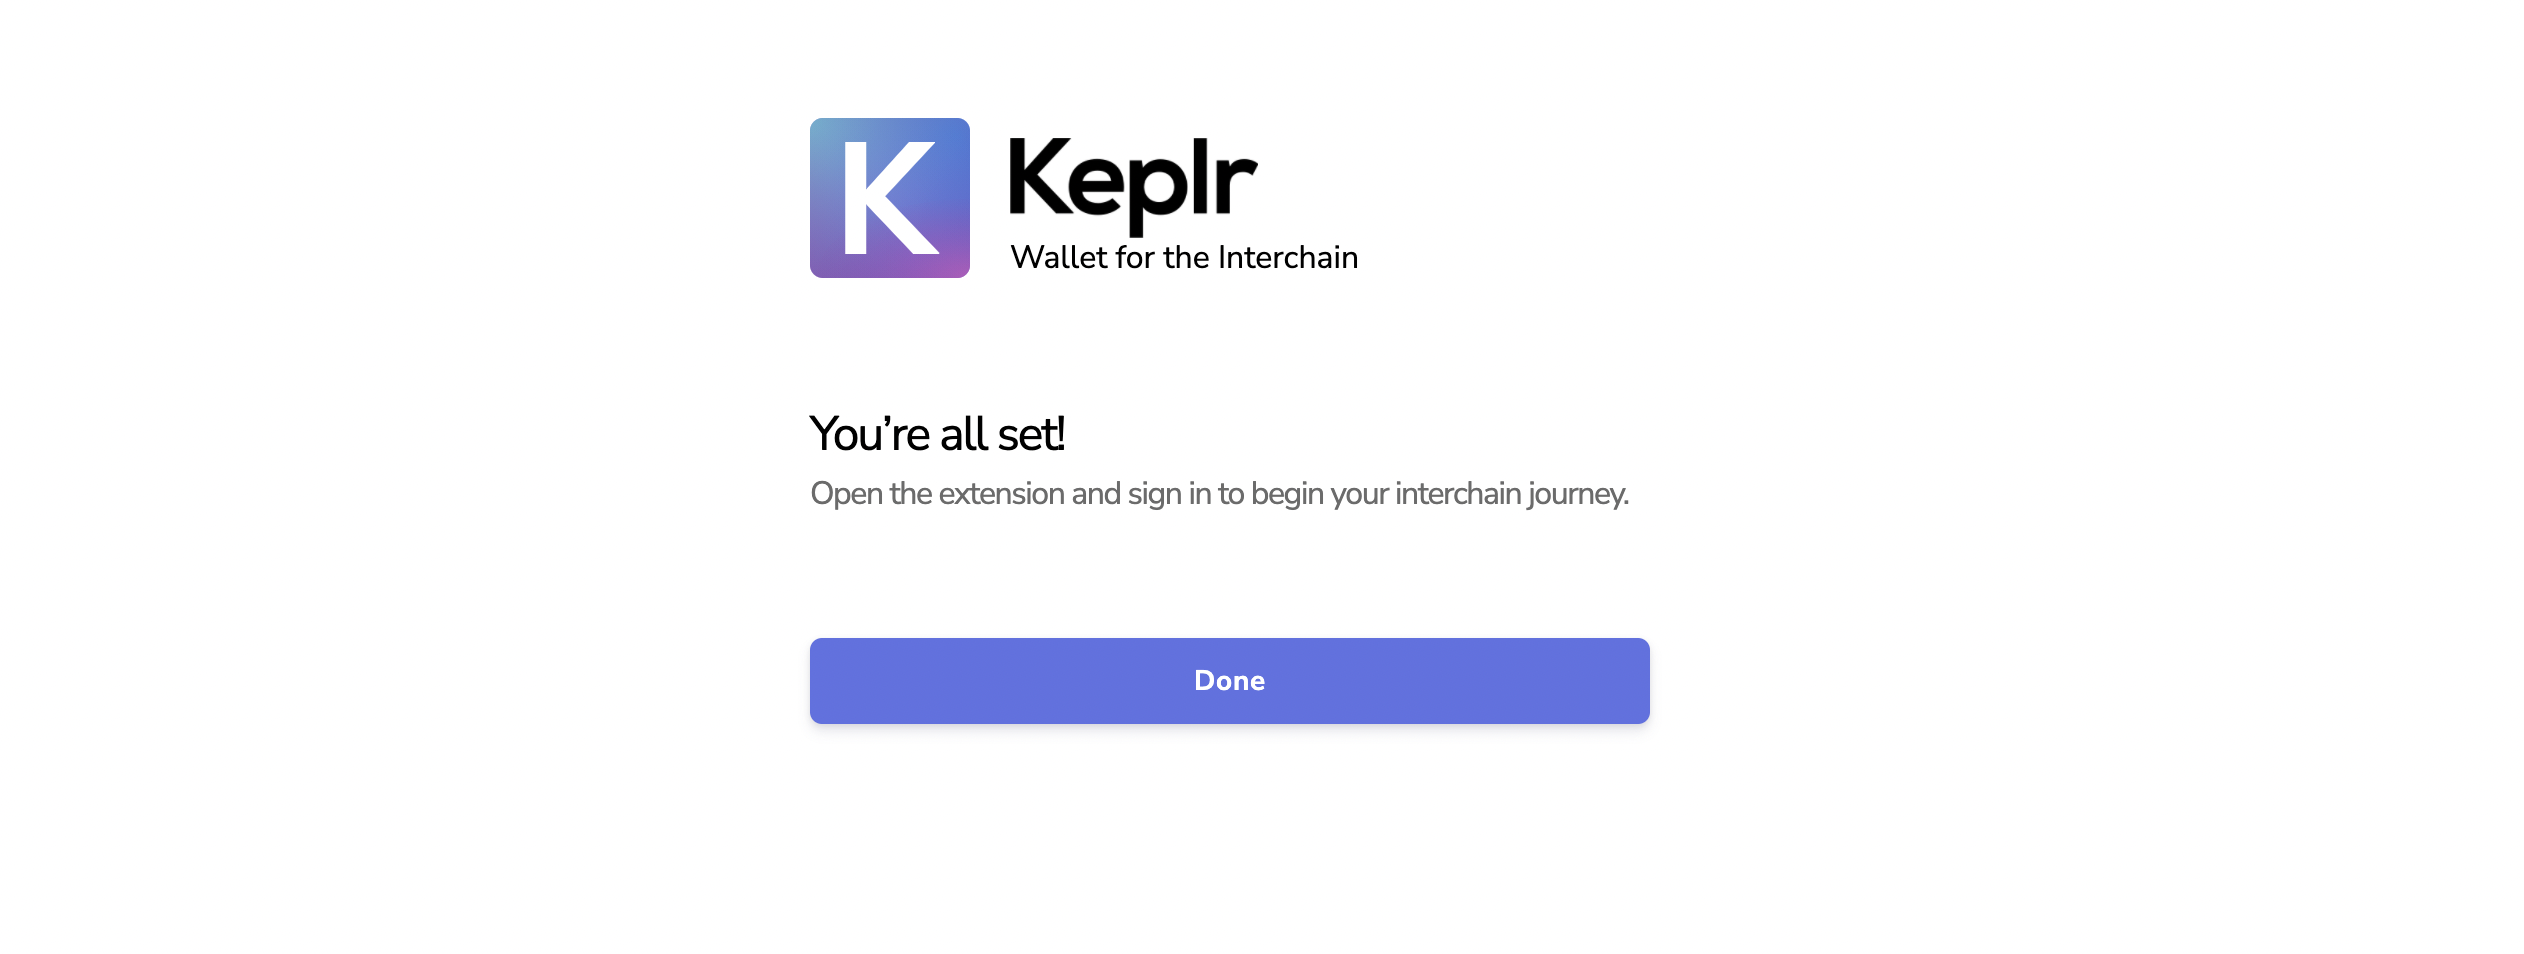 K
Keplr
Wallet for the Interchain
You’re all set!
Open the extension and sign in to begin your interchain journey.
Done